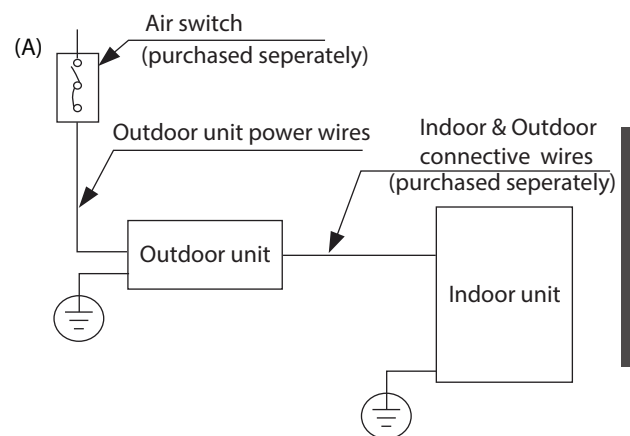 Air switch
(A)
(purchased seperately)
Outdoor unit power wires
Indoor & Outdoor
connective wires
(purchased seperately)
Outdoor unit
Indoor unit